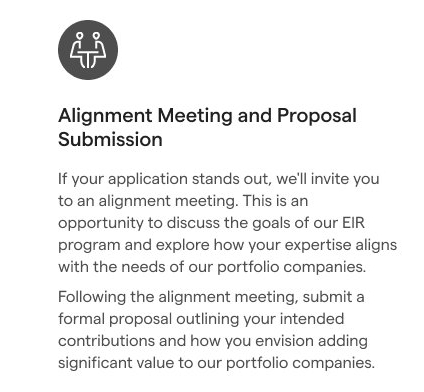 Alignment Meeting and Proposal
Submission
If your application stands out, we'll invite you
to an alignment meeting. This is an
opportunity to discuss the goals of our EIR
program and explore how your expertise aligns
with the needs of our portfolio companies.
Following the alignment meeting, submit a
formal proposal outlining your intended
contributions and how you envision adding
significant value to our portfolio companies.